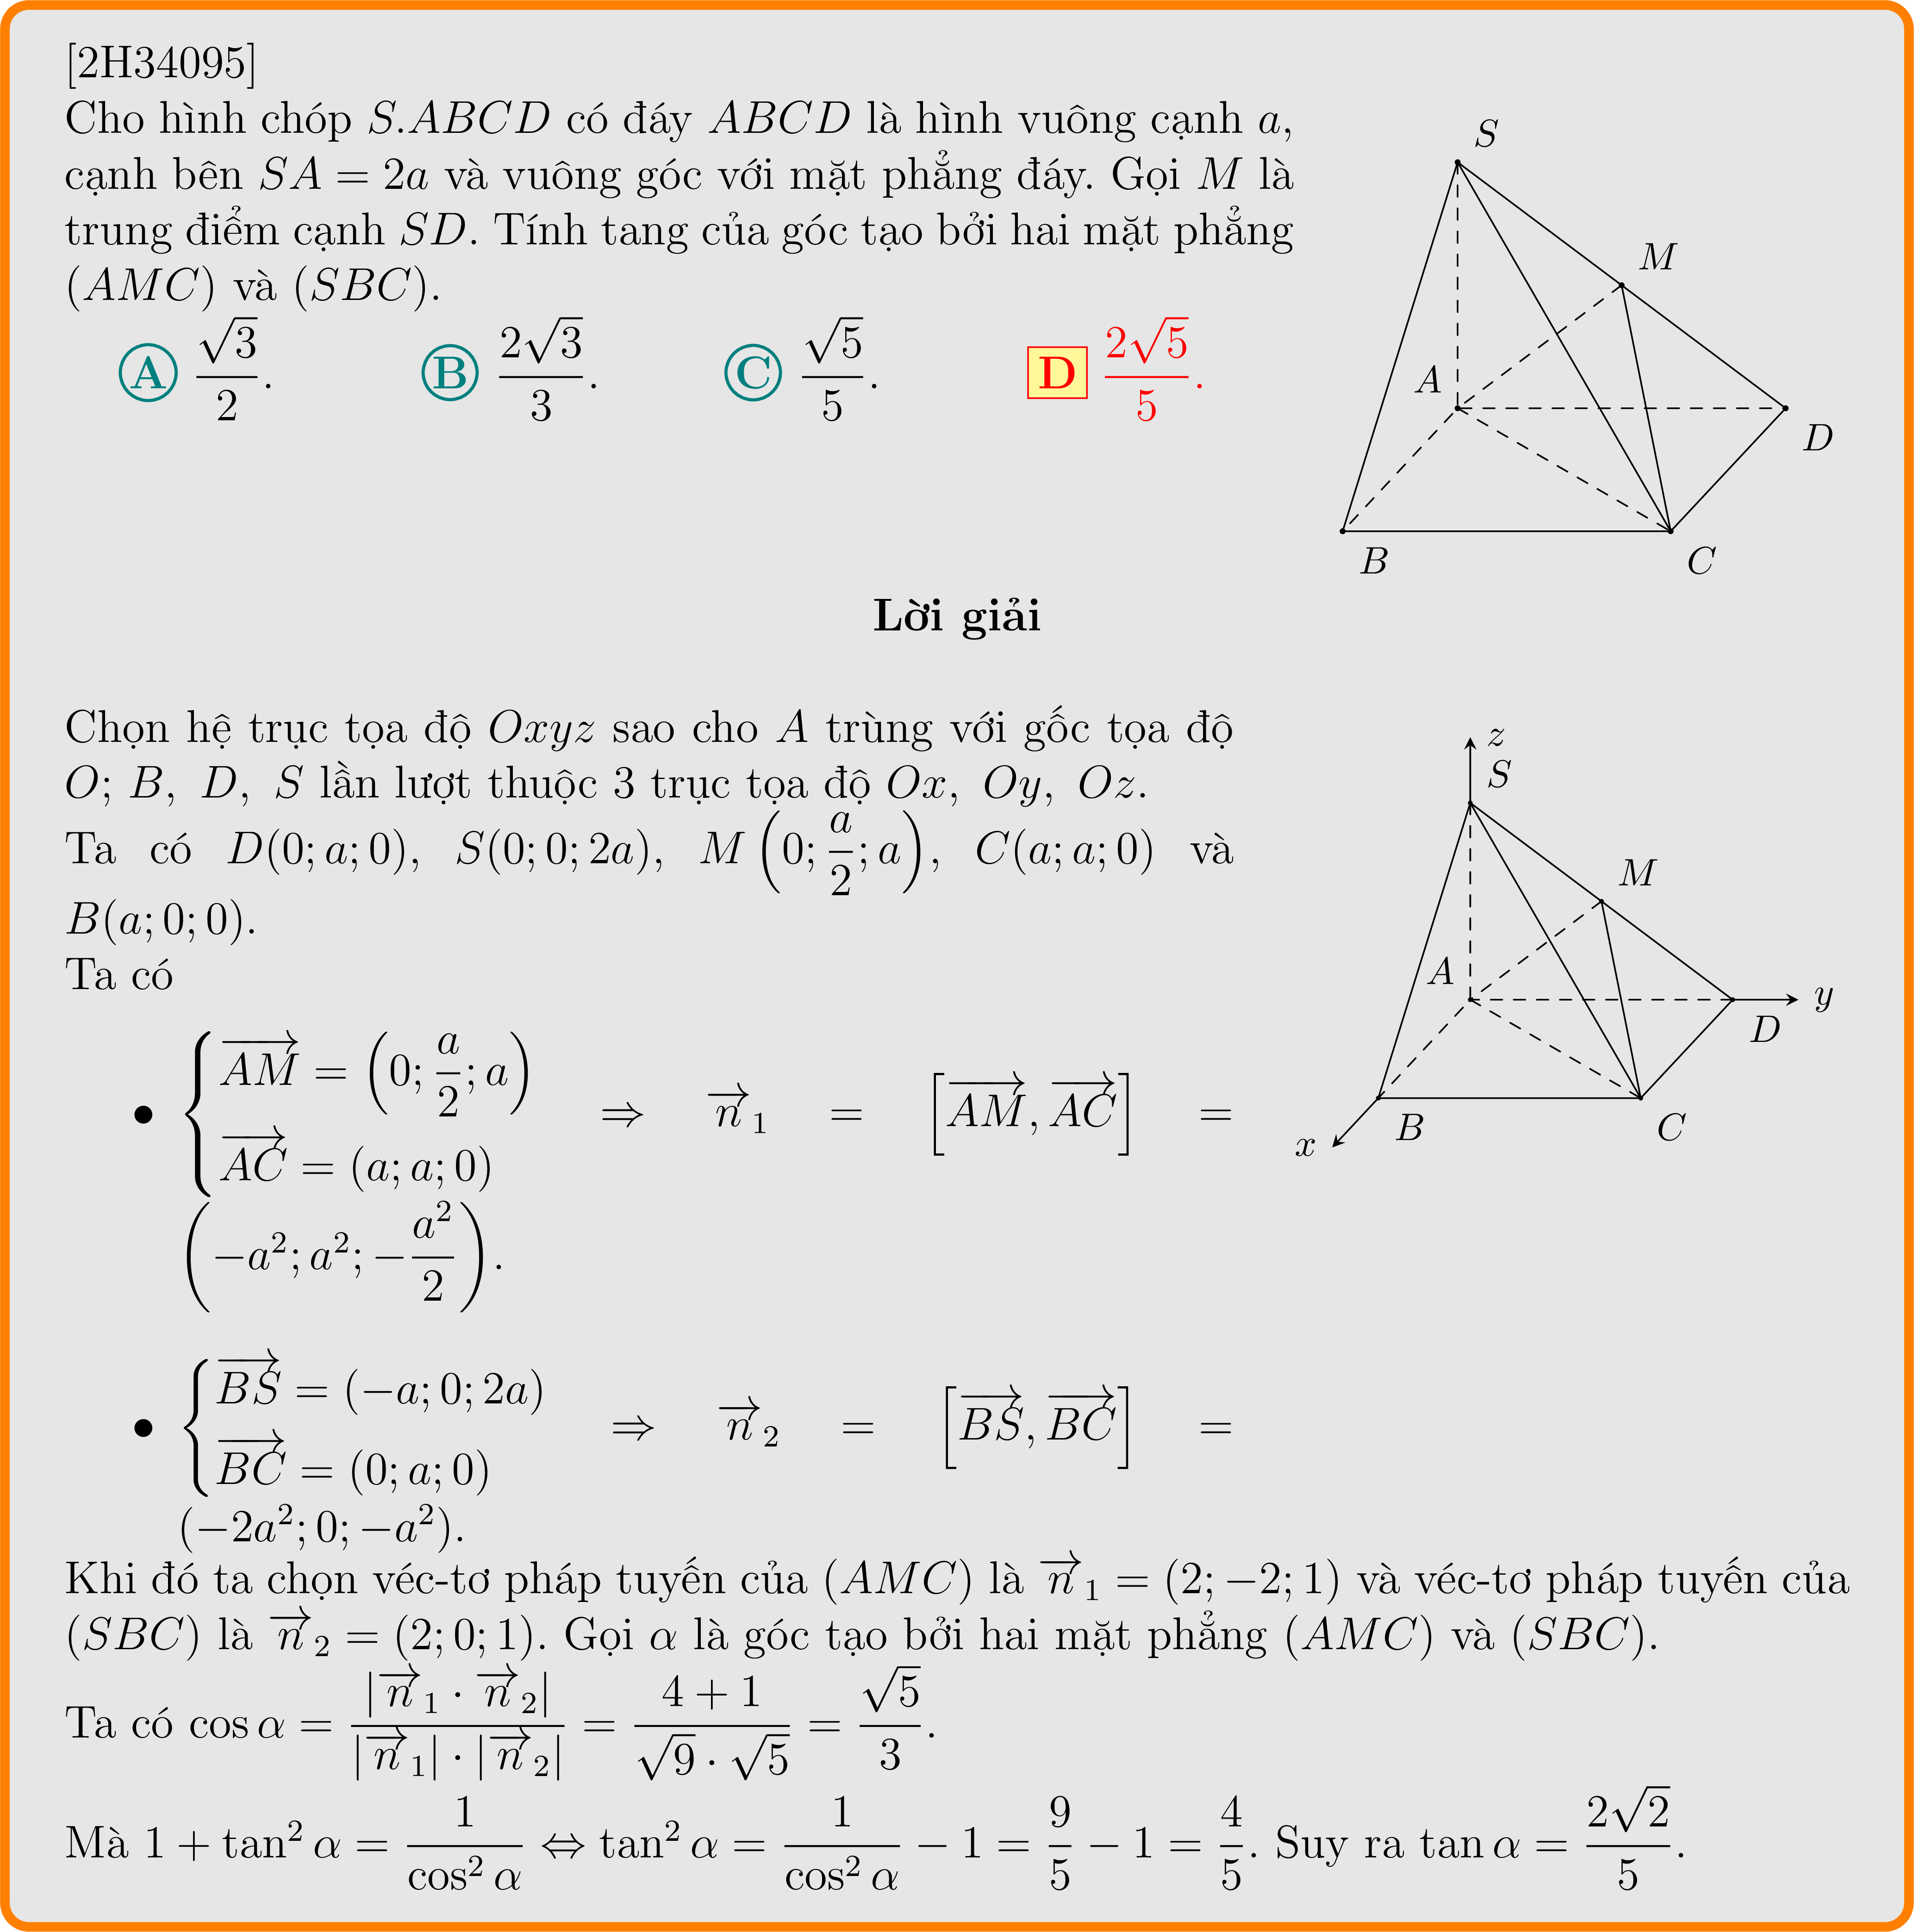 [2H34095]
Cho hình chóp S.ABCD có đáy ABCD là hình vuông cạnh a,
cạnh bên SA = 2a và vuông góc với mặt phẳng đáy. Gọi M là
trung điểm cạnh SD. Tính tang của góc tạo bởi hai mặt phẳng
(AMC) và (SBC).
A $\frac{\sqrt{3}}{2}$. B $\frac{2\sqrt{3}}{3}$. C $\frac{\sqrt{5}}{5}$. D $\frac{2\sqrt{5}}{5}$.
S
M
A
D
B
C
Lời giải
Chọn hệ trục tọa độ Oxyz sao cho A trùng với gốc tọa độ
O; B, D, S lần lượt thuộc 3 trục tọa độ Ox, Oy, Oz.
Ta có D(0; a; 0), S(0; 0; 2a), $M\left(0; \frac{a}{2}; a\right)$, C(a; a; 0) và
B(a; 0; 0).
Ta có
• $\begin{cases} \overrightarrow{AM} = \left(0; \frac{a}{2}; a\right) \\ \overrightarrow{AC} = (a; a; 0) \end{cases} \Rightarrow \overrightarrow{n}_1 = \left[\overrightarrow{AM}, \overrightarrow{AC}\right] =$
$\left(-a^2; a^2; -\frac{a^2}{2}\right)$.
• $\begin{cases} \overrightarrow{BS} = (-a; 0; 2a) \\ \overrightarrow{BC} = (0; a; 0) \end{cases} \Rightarrow \overrightarrow{n}_2 = \left[\overrightarrow{BS}, \overrightarrow{BC}\right] =$
$(-2a^2; 0; -a^2)$.
z
S
M
A
y
D
B
C
x
Khi đó ta chọn véc-tơ pháp tuyến của (AMC) là $\overrightarrow{n}_1 = (2; -2; 1)$ và véc-tơ pháp tuyến của
(SBC) là $\overrightarrow{n}_2 = (2; 0; 1)$. Gọi α là góc tạo bởi hai mặt phẳng (AMC) và (SBC).
Ta có $\cos\alpha = \frac{|\overrightarrow{n}_1 \cdot \overrightarrow{n}_2|}{|\overrightarrow{n}_1| \cdot |\overrightarrow{n}_2|} = \frac{4+1}{\sqrt{9} \cdot \sqrt{5}} = \frac{\sqrt{5}}{3}$.
Mà $1 + \tan^2\alpha = \frac{1}{\cos^2\alpha} \Leftrightarrow \tan^2\alpha = \frac{1}{\cos^2\alpha} - 1 = \frac{9}{5} - 1 = \frac{4}{5}$. Suy ra $\tan\alpha = \frac{2\sqrt{2}}{5}$.